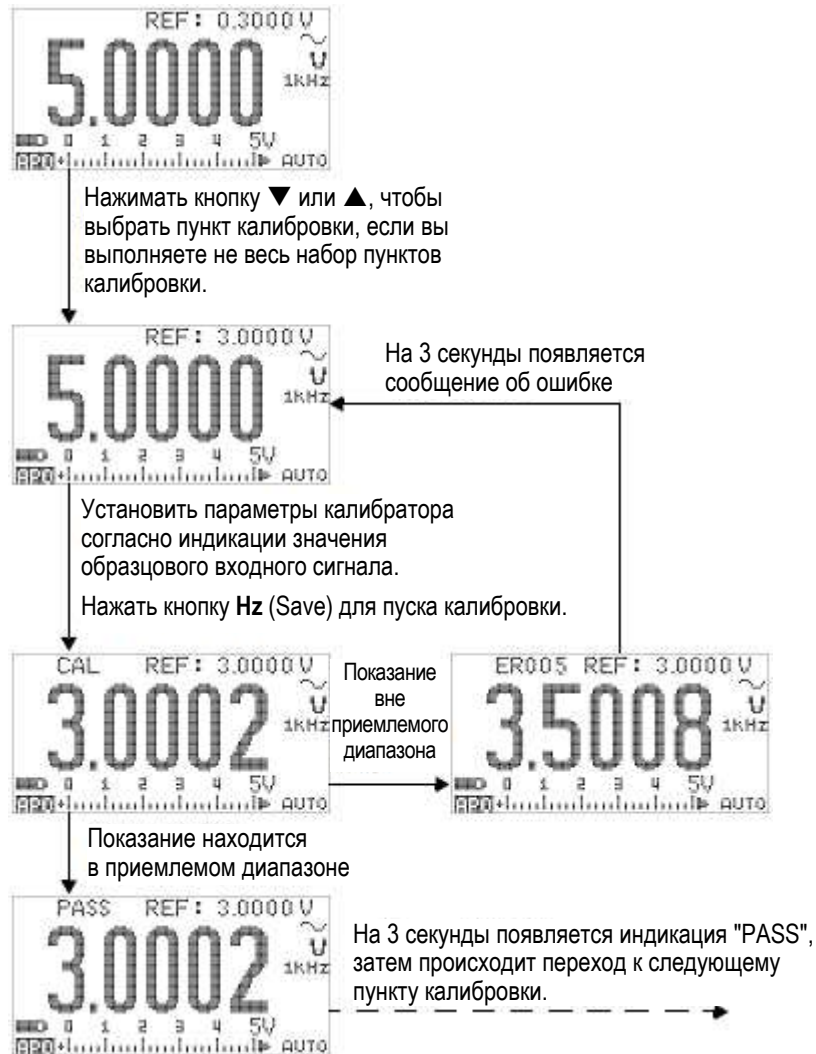 REF: 0.3000 V
5.0000
V
1kHz
0 1 2 3 4 5V
APO AUTO
Нажимать кнопку ▼ или ▲, чтобы
выбрать пункт калибровки, если вы
выполняете не весь набор пунктов
калибровки.
REF: 3.0000 V
5.0000
V
1kHz
0 1 2 3 4 5V
APO AUTO
На 3 секунды появляется
сообщение об ошибке
Установить параметры калибратора
согласно индикации значения
образцового входного сигнала.
Нажать кнопку Hz (Save) для пуска калибровки.
CAL REF: 3.0000 V
3.0002
V
1kHz
0 1 2 3 4 5V
APO AUTO
Показание
вне
приемлемого
диапазона
ER005 REF: 3.0000 V
3.5008
V
1kHz
0 1 2 3 4 5V
APO AUTO
Показание находится
в приемлемом диапазоне
PASS REF: 3.0000 V
3.0002
V
1kHz
0 1 2 3 4 5V
APO AUTO
На 3 секунды появляется индикация "PASS",
затем происходит переход к следующему
пункту калибровки.